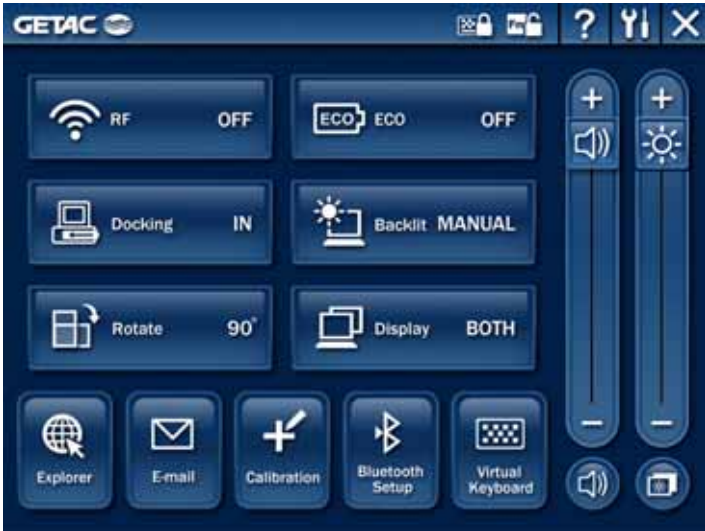 GETAC
Fn
?
RF OFF
ECO ECO OFF
Docking IN
Backlit MANUAL
Rotate 90°
Display BOTH
Explorer
E-mail
Calibration
Bluetooth Setup
Virtual Keyboard